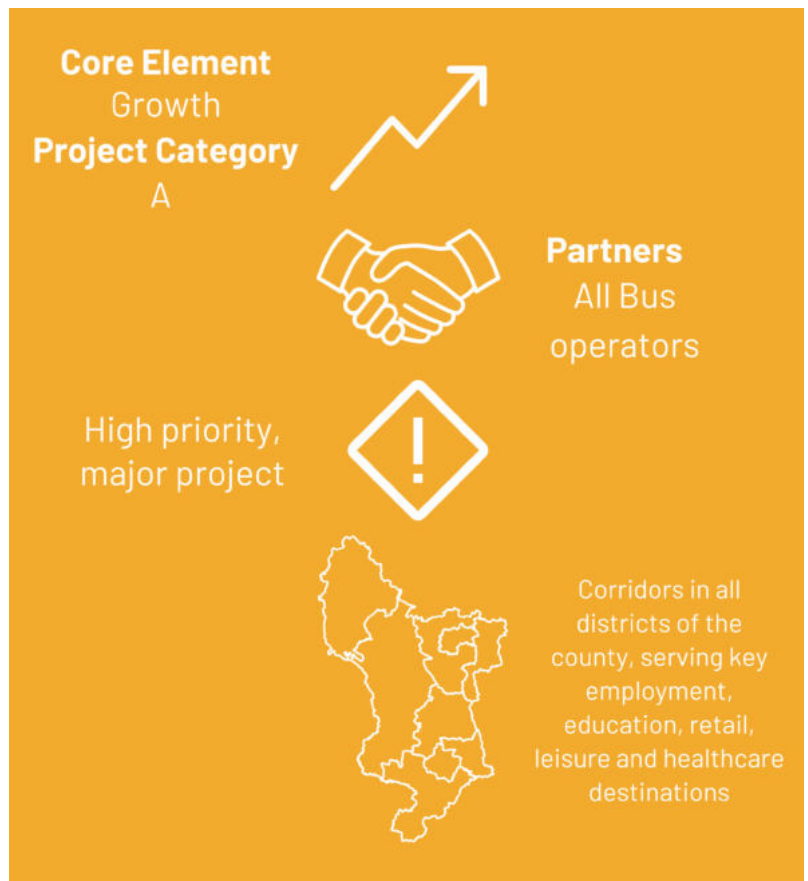 Core Element
Growth
Project Category
A
Partners
All Bus
operators
High priority,
major project
!
Corridors in all
districts of the
county, serving key
employment,
education, retail,
leisure and healthcare
destinations